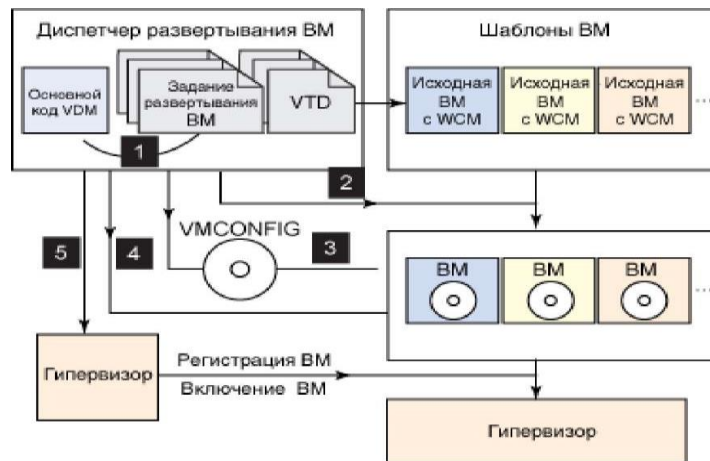 Диспетчер развертывания ВМ
Шаблоны ВМ
Основной
код VDM
Задание
развертывания
ВМ
VTD
Исходная
ВМ
с WCM
Исходная
ВМ
с WCM
Исходная
ВМ
с WCM
1
2
VMCONFIG
3
4
5
ВМ
ВМ
ВМ
Гипервизор
Регистрация ВМ
Включение ВМ
Гипервизор